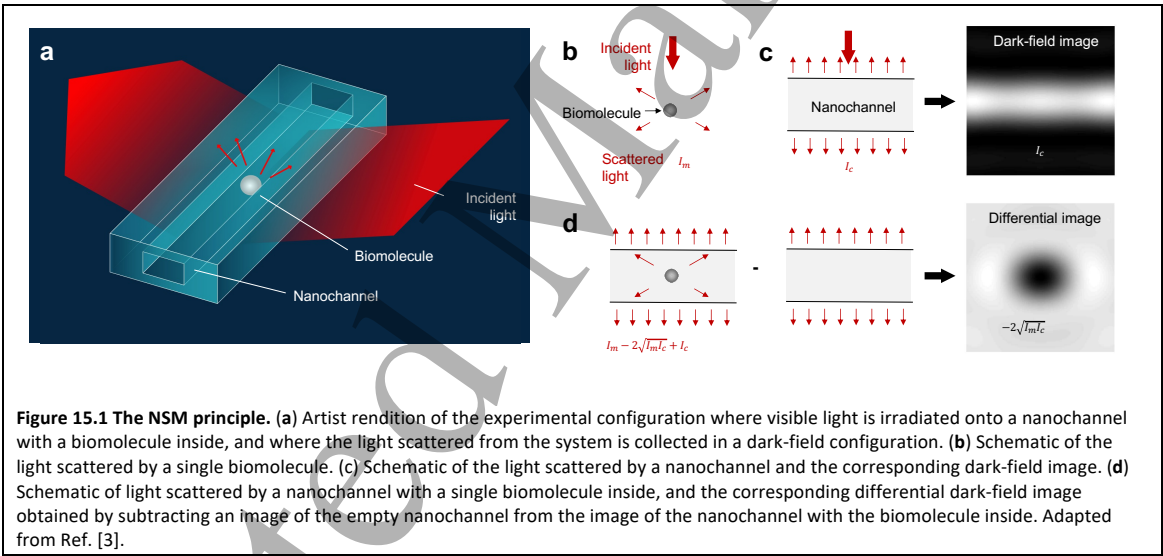 a
Incident
light
Biomolecule
Nanochannel
b
Incident
light
Biomolecule
Scattered
light
I_m
c
Nanochannel
I_c
Dark-field image
I_c
d
-
I_m − 2√(I_m I_c) + I_c
Differential image
−2√(I_m I_c)
Figure 15.1 The NSM principle. (a) Artist rendition of the experimental configuration where visible light is irradiated onto a nanochannel
with a biomolecule inside, and where the light scattered from the system is collected in a dark-field configuration. (b) Schematic of the
light scattered by a single biomolecule. (c) Schematic of the light scattered by a nanochannel and the corresponding dark-field image. (d)
Schematic of light scattered by a nanochannel with a single biomolecule inside, and the corresponding differential dark-field image
obtained by subtracting an image of the empty nanochannel from the image of the nanochannel with the biomolecule inside. Adapted
from Ref. [3].